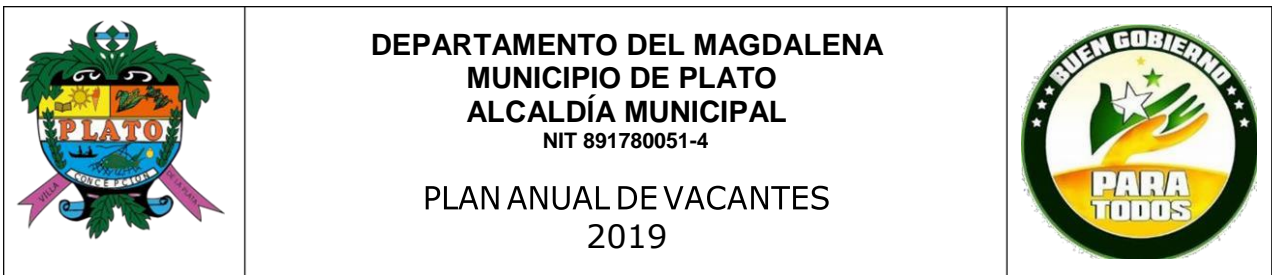 PLATO
VILLA
CONCEPCION
DE LA PLATA
DEPARTAMENTO DEL MAGDALENA
MUNICIPIO DE PLATO
ALCALDÍA MUNICIPAL
NIT 891780051-4
PLAN ANUAL DE VACANTES
2019
BUEN GOBIERNO
PARA
TODOS